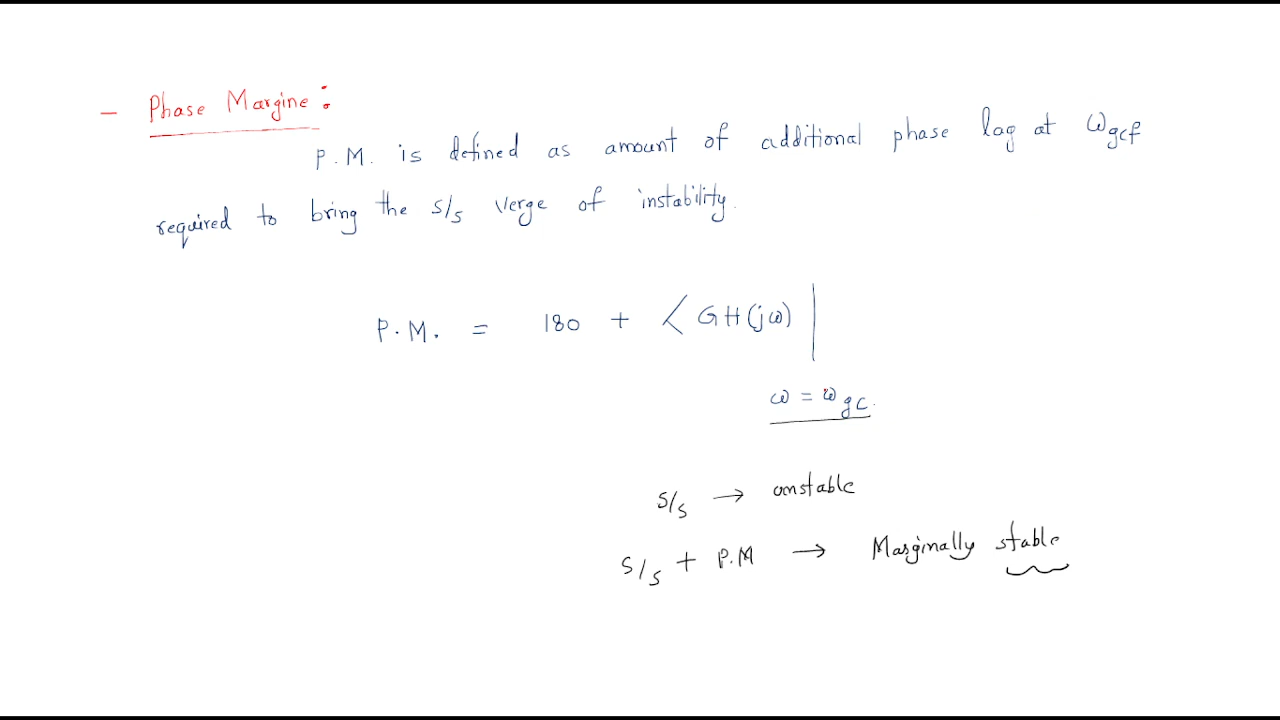 - Phase Margine :
P.M. is defined as amount of additional phase lag at ωgcf
required to bring the s/s verge of instability.
P.M. = 180 + ∠GH(jω) |
ω = ωgc.
s/s → unstable
s/s + P.M → Marginally stable